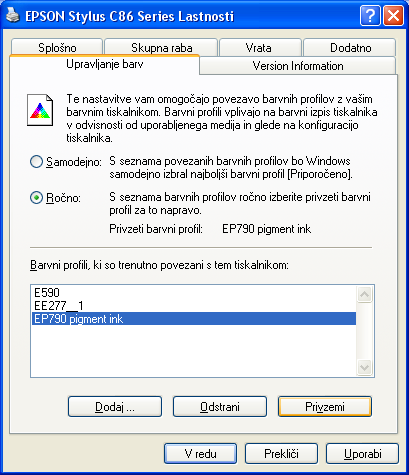 EPSON Stylus C86 Series Lastnosti
Splošno
Skupna raba
Vrata
Dodatno
Upravljanje barv
Version Information
Te nastavitve vam omogočajo povezavo barvnih profilov z vašim
barvnim tiskalnikom. Barvni profili vplivajo na barvni izpis tiskalnika
v odvisnosti od uporabljenega medija in glede na konfiguracijo
tiskalnika.
Samodejno:
S seznama povezanih barvnih profilov bo Windows
samodejno izbral najboljši barvni profil [Priporočeno].
Ročno:
S seznama barvnih profilov ročno izberite privzeti barvni
profil za to napravo.
Privzeti barvni profil:
EP790 pigment ink
Barvni profili, ki so trenutno povezani s tem tiskalnikom:
E590
EE277__1
EP790 pigment ink
Dodaj ...
Odstrani
Privzemi
V redu
Prekliči
Uporabi